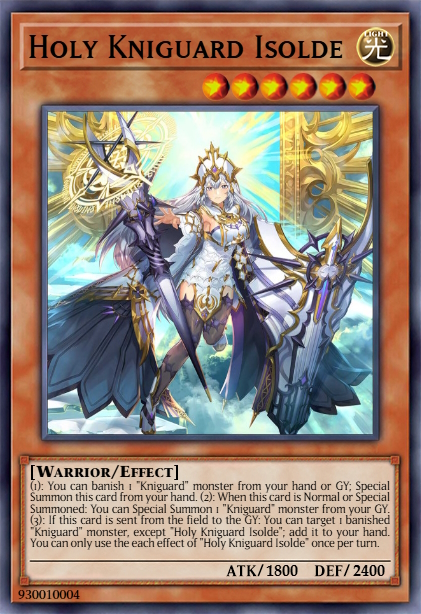 Holy Kniguard Isolde
LIGHT
光
[Warrior/Effect]
(1): You can banish 1 "Kniguard" monster from your hand or GY; Special
Summon this card from your hand. (2): When this card is Normal or Special
Summoned: You can Special Summon 1 "Kniguard" monster from your GY.
(3): If this card is sent from the field to the GY: You can target 1 banished
"Kniguard" monster, except "Holy Kniguard Isolde"; add it to your hand.
You can only use the each effect of "Holy Kniguard Isolde" once per turn.
ATK/1800 DEF/2400
930010004